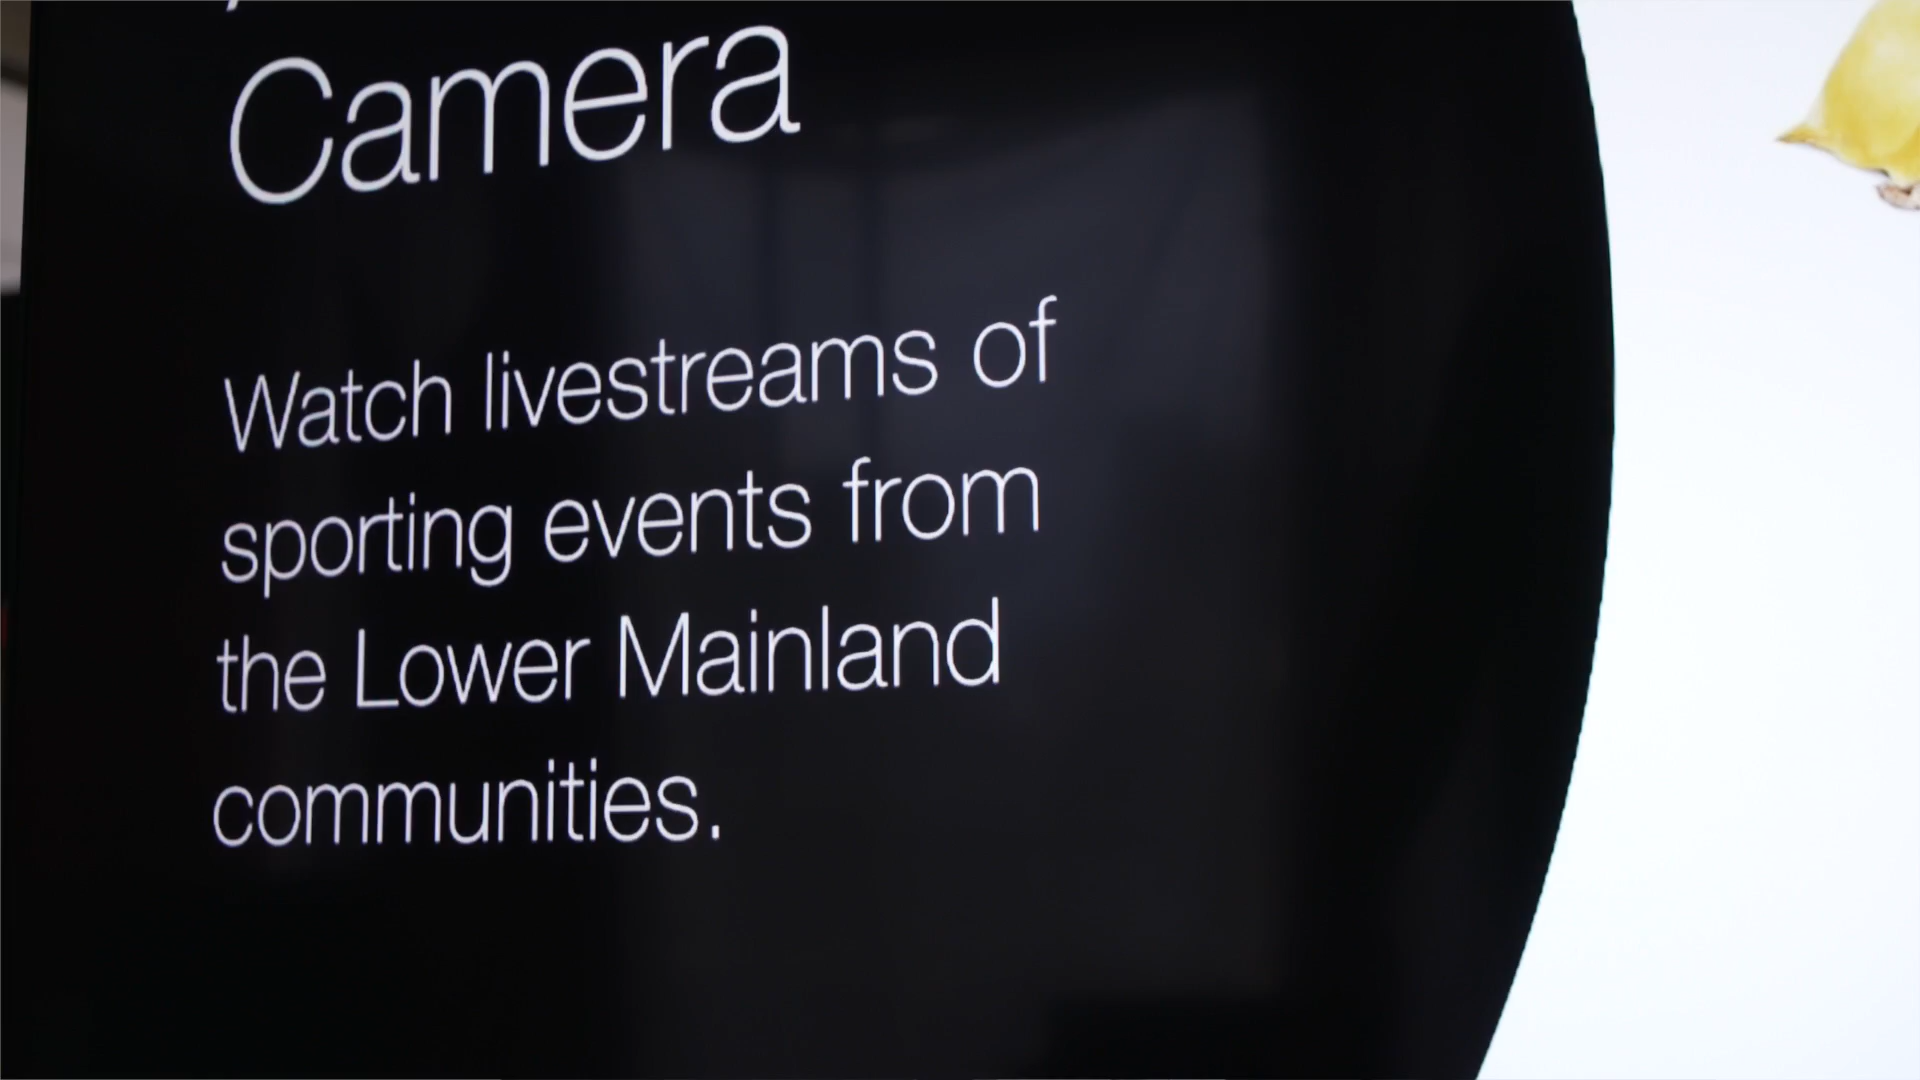 Camera
Watch livestreams of
sporting events from
the Lower Mainland
communities.